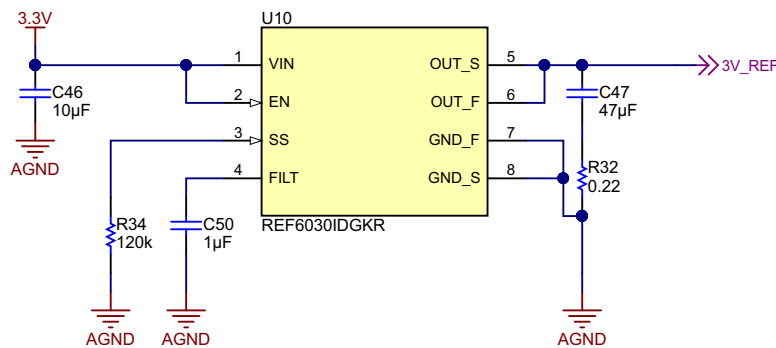 3.3V
U10
C46
10µF
AGND
1
VIN
2
EN
3
SS
4
FILT
OUT_S
5
OUT_F
6
GND_F
7
GND_S
8
REF6030IDGKR
3V_REF
C47
47µF
R32
0.22
R34
120k
C50
1µF
AGND
AGND
AGND